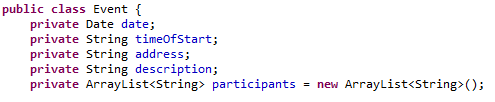 public class Event {
    private Date date;
    private String timeOfStart;
    private String address;
    private String description;
    private ArrayList<String> participants = new ArrayList<String>();